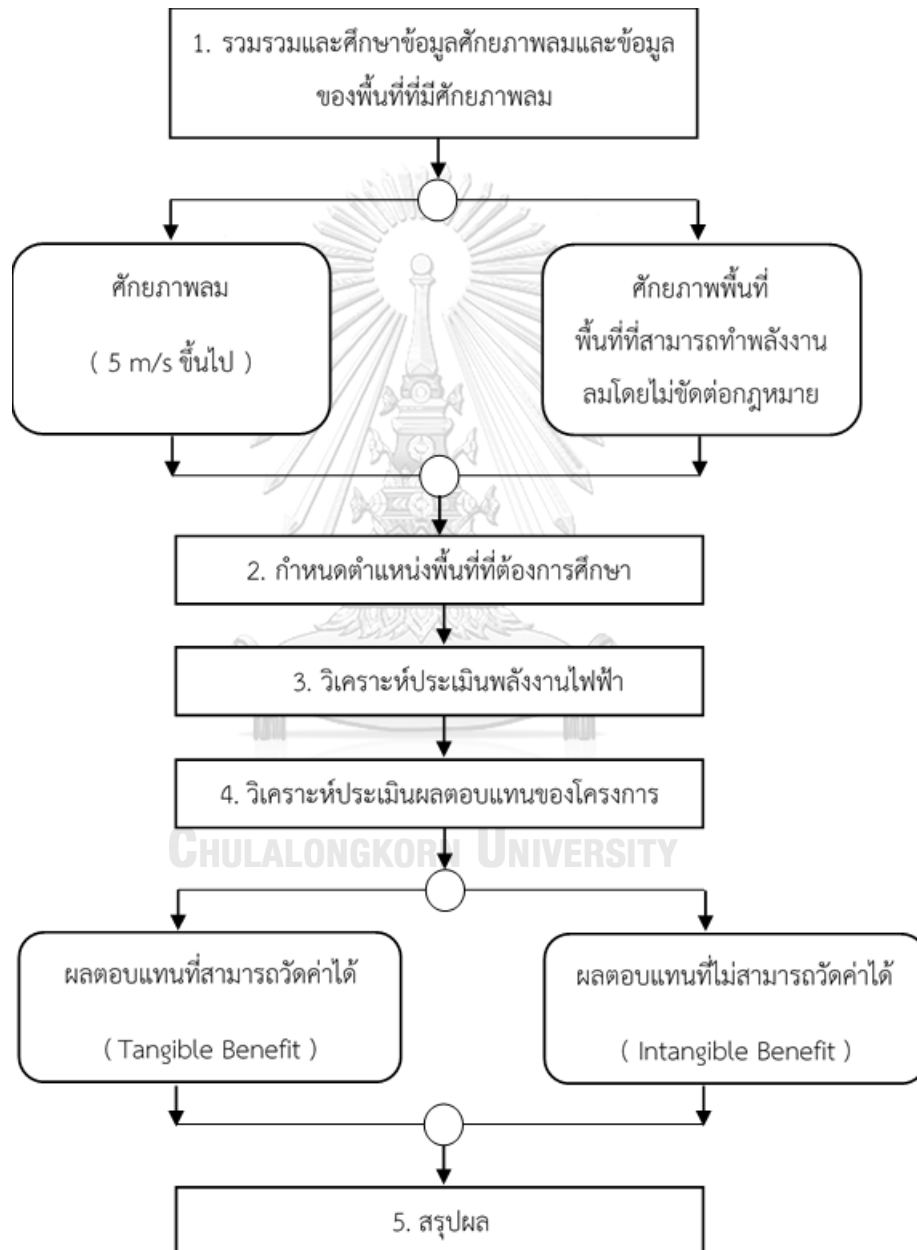 1. รวมรวมและศึกษาข้อมูลศักยภาพลมและข้อมูล
ของพื้นที่ที่มีศักยภาพลม
ศักยภาพลม
( 5 m/s ขึ้นไป )
ศักยภาพพื้นที่
พื้นที่ที่สามารถทำพลังงาน
ลมโดยไม่ขัดต่อกฎหมาย
2. กำหนดตำแหน่งพื้นที่ที่ต้องการศึกษา
3. วิเคราะห์ประเมินพลังงานไฟฟ้า
4. วิเคราะห์ประเมินผลตอบแทนของโครงการ
CHULALONGKORN UNIVERSITY
ผลตอบแทนที่สามารถวัดค่าได้
( Tangible Benefit )
ผลตอบแทนที่ไม่สามารถวัดค่าได้
( Intangible Benefit )
5. สรุปผล